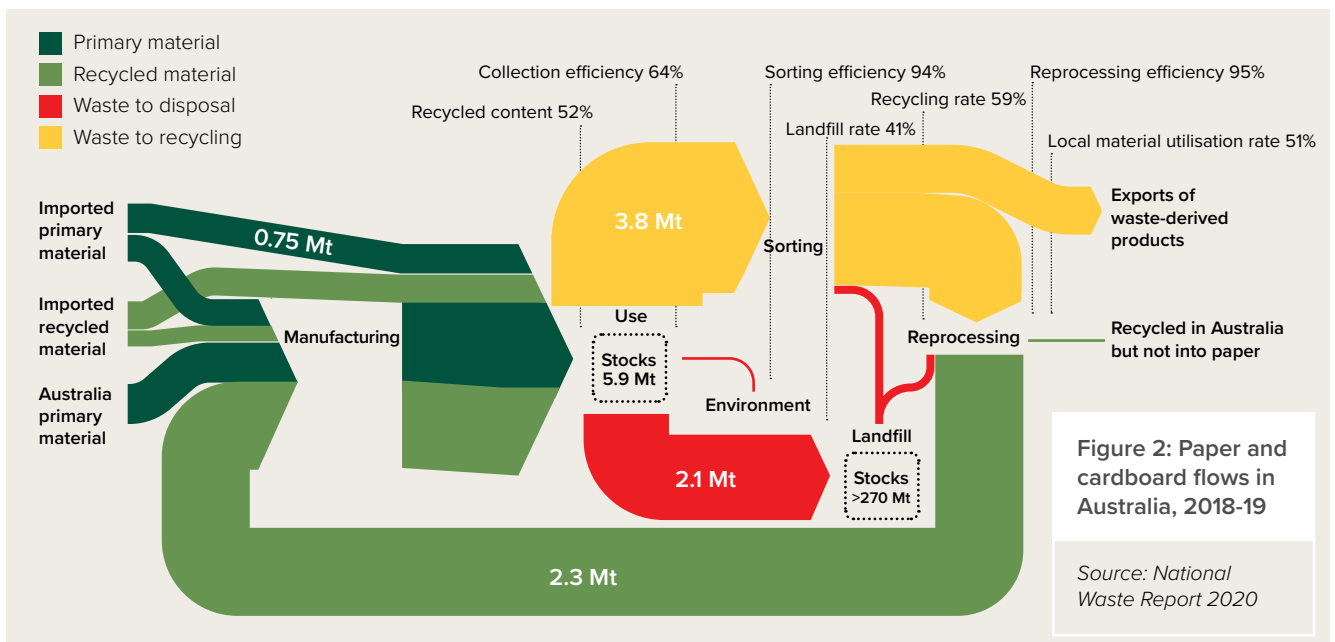 Primary material
Recycled material
Waste to disposal
Waste to recycling
Collection efficiency 64%
Sorting efficiency 94%
Reprocessing efficiency 95%
Recycled content 52%
Recycling rate 59%
Landfill rate 41%
Local material utilisation rate 51%
Imported
primary
material
0.75 Mt
3.8 Mt
Sorting
Exports of
waste-derived
products
Imported
recycled
material
Manufacturing
Use
Stocks
5.9 Mt
Reprocessing
Recycled in Australia
but not into paper
Australia
primary
material
Environment
Landfill
Stocks
>270 Mt
2.1 Mt
2.3 Mt
Figure 2: Paper and
cardboard flows in
Australia, 2018-19
Source: National
Waste Report 2020